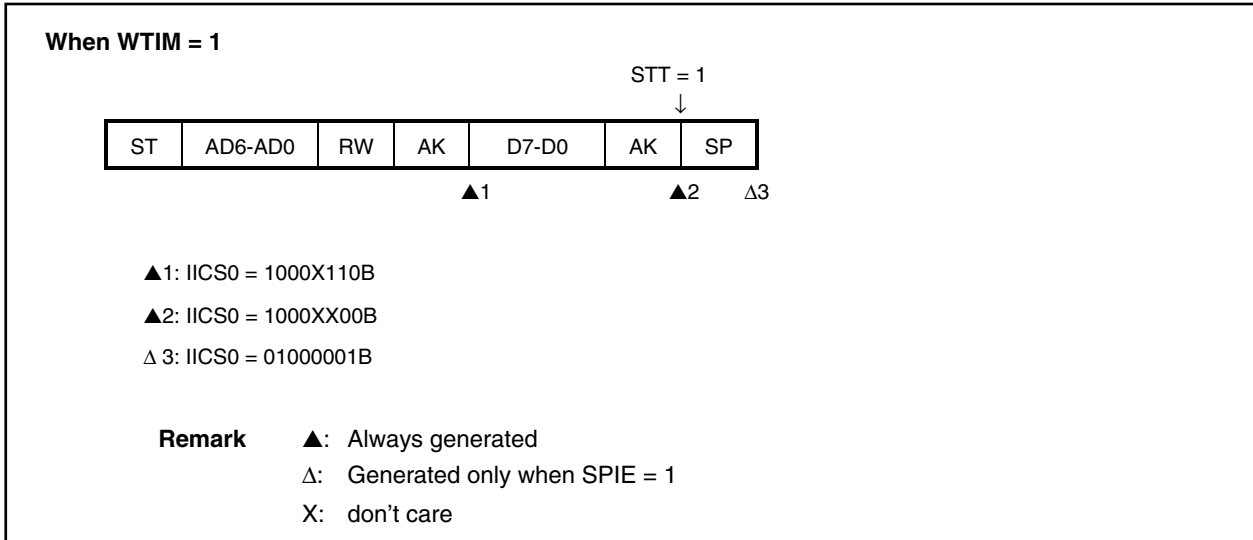 When WTIM = 1
STT = 1
↓
ST AD6-AD0 RW AK D7-D0 AK SP
▲1 ▲2 Δ3
▲1: IICS0 = 1000X110B
▲2: IICS0 = 1000XX00B
Δ 3: IICS0 = 01000001B
Remark ▲: Always generated
Δ: Generated only when SPIE = 1
X: don't care